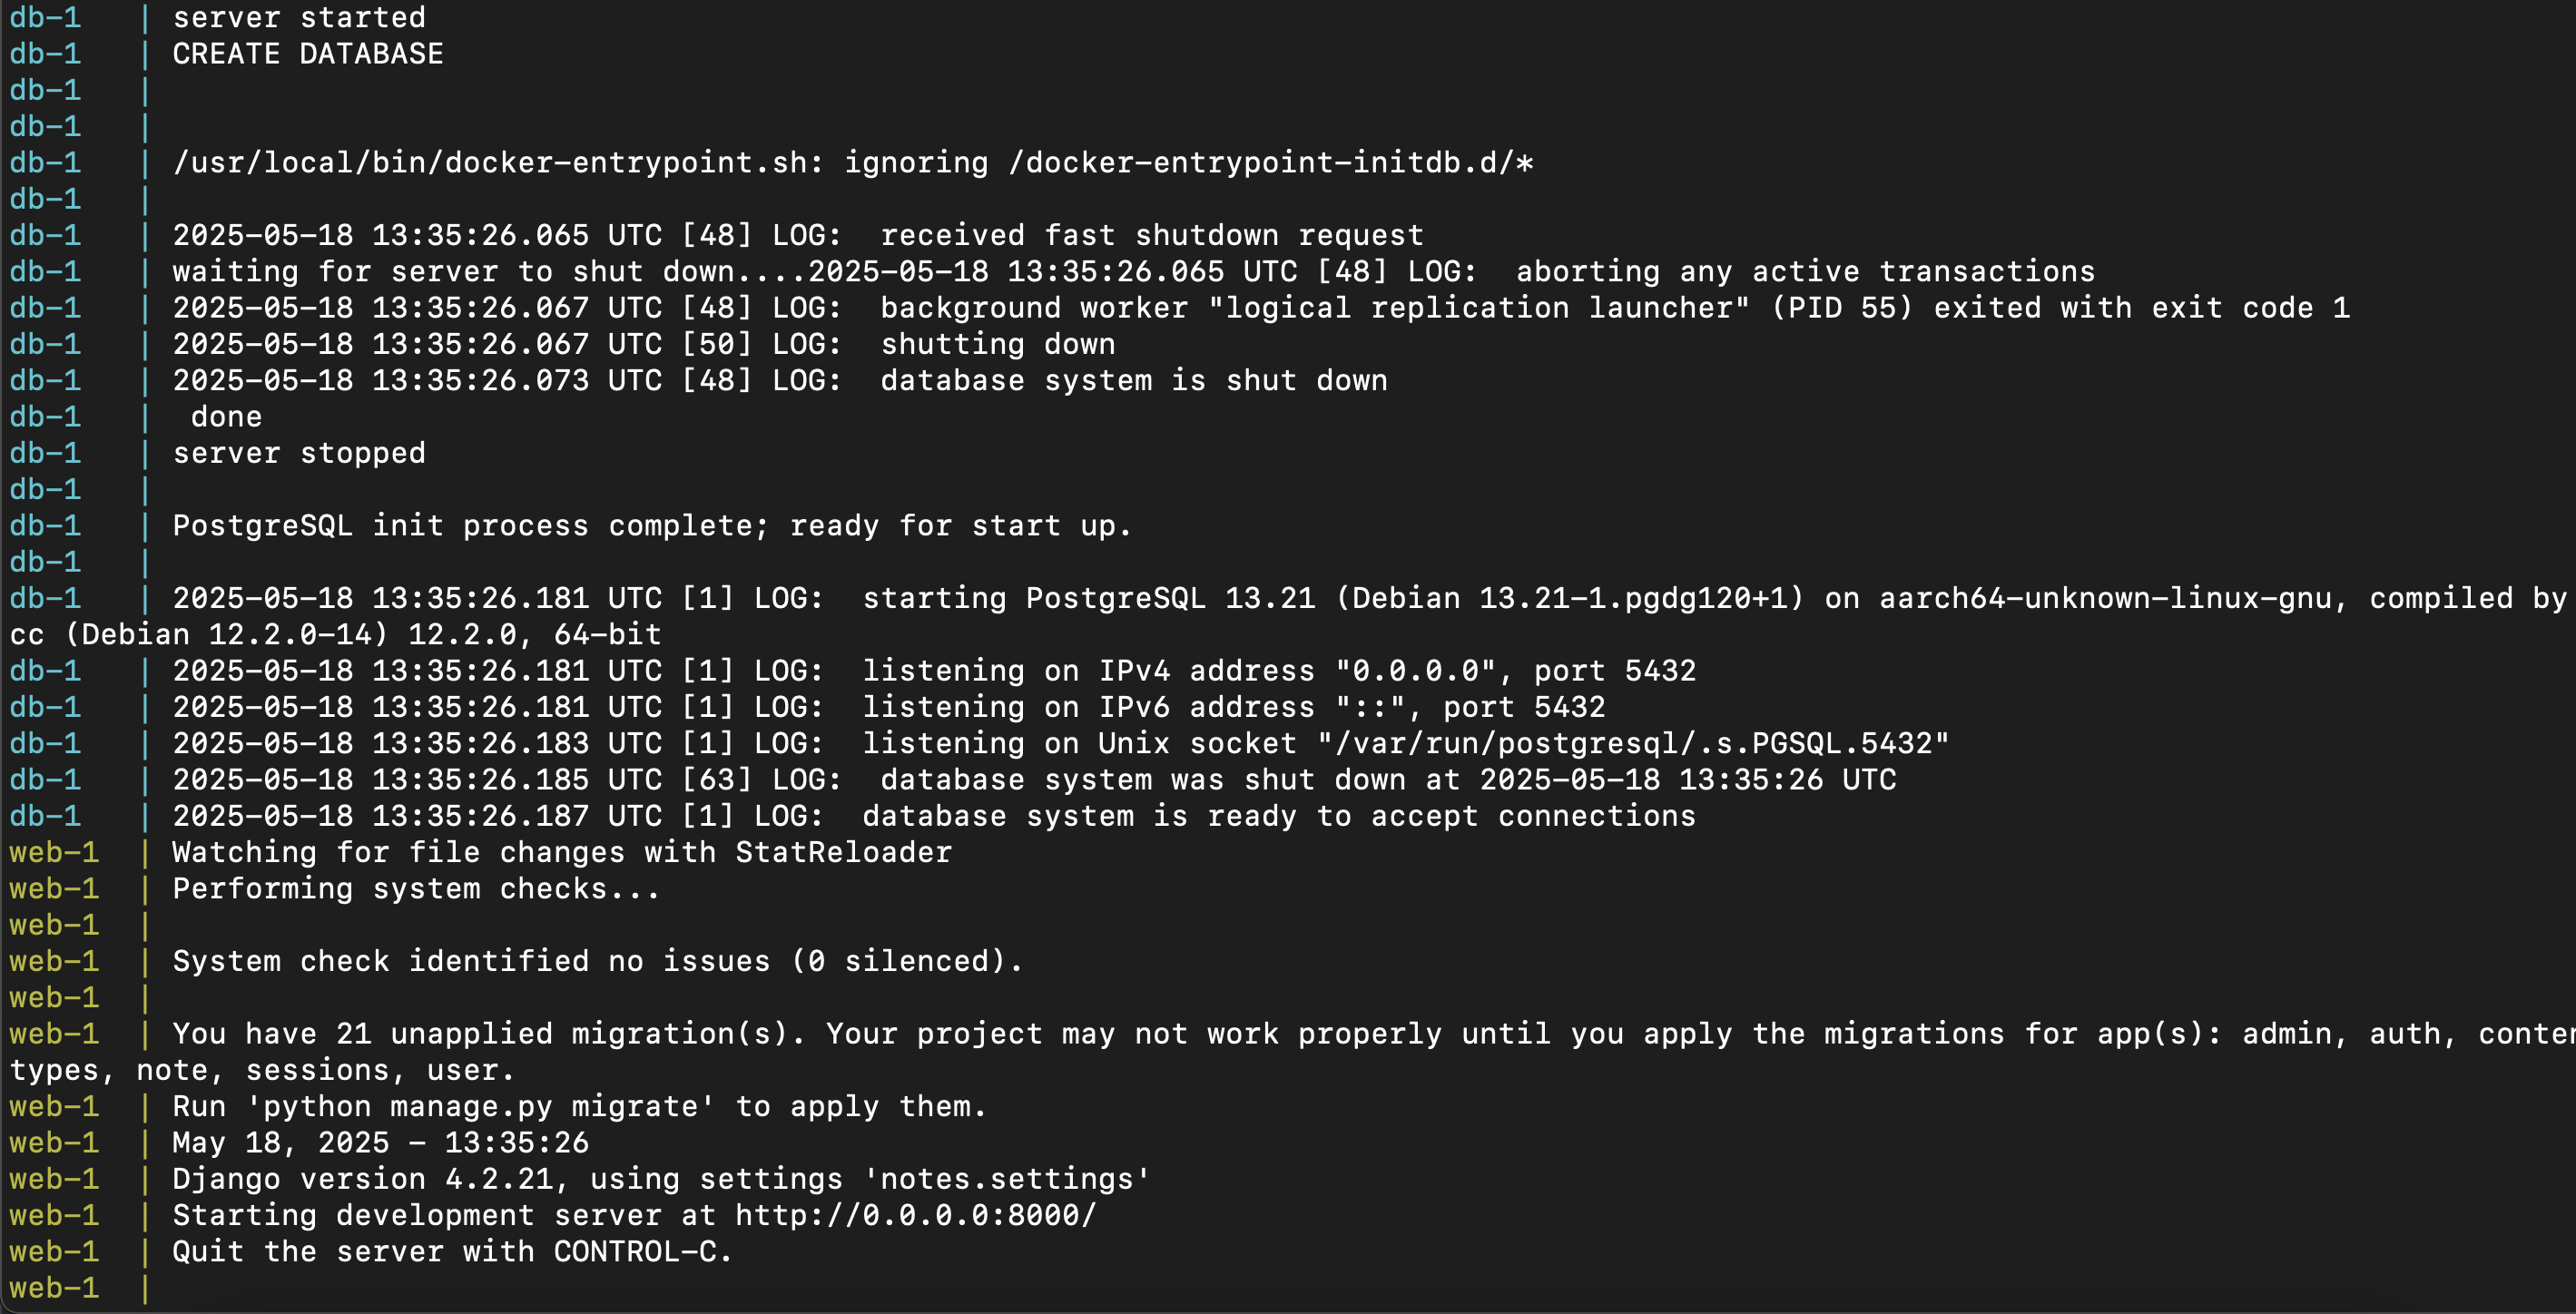 db-1 | server started
db-1 | CREATE DATABASE
db-1 |
db-1 |
db-1 | /usr/local/bin/docker-entrypoint.sh: ignoring /docker-entrypoint-initdb.d/*
db-1 |
db-1 | 2025-05-18 13:35:26.065 UTC [48] LOG:  received fast shutdown request
db-1 | waiting for server to shut down....2025-05-18 13:35:26.065 UTC [48] LOG:  aborting any active transactions
db-1 | 2025-05-18 13:35:26.067 UTC [48] LOG:  background worker "logical replication launcher" (PID 55) exited with exit code 1
db-1 | 2025-05-18 13:35:26.067 UTC [50] LOG:  shutting down
db-1 | 2025-05-18 13:35:26.073 UTC [48] LOG:  database system is shut down
db-1 |  done
db-1 | server stopped
db-1 |
db-1 | PostgreSQL init process complete; ready for start up.
db-1 |
db-1 | 2025-05-18 13:35:26.181 UTC [1] LOG:  starting PostgreSQL 13.21 (Debian 13.21-1.pgdg120+1) on aarch64-unknown-linux-gnu, compiled by
cc (Debian 12.2.0-14) 12.2.0, 64-bit
db-1 | 2025-05-18 13:35:26.181 UTC [1] LOG:  listening on IPv4 address "0.0.0.0", port 5432
db-1 | 2025-05-18 13:35:26.181 UTC [1] LOG:  listening on IPv6 address "::", port 5432
db-1 | 2025-05-18 13:35:26.183 UTC [1] LOG:  listening on Unix socket "/var/run/postgresql/.s.PGSQL.5432"
db-1 | 2025-05-18 13:35:26.185 UTC [63] LOG:  database system was shut down at 2025-05-18 13:35:26 UTC
db-1 | 2025-05-18 13:35:26.187 UTC [1] LOG:  database system is ready to accept connections
web-1 | Watching for file changes with StatReloader
web-1 | Performing system checks...
web-1 |
web-1 | System check identified no issues (0 silenced).
web-1 |
web-1 | You have 21 unapplied migration(s). Your project may not work properly until you apply the migrations for app(s): admin, auth, conte
types, note, sessions, user.
web-1 | Run 'python manage.py migrate' to apply them.
web-1 | May 18, 2025 - 13:35:26
web-1 | Django version 4.2.21, using settings 'notes.settings'
web-1 | Starting development server at http://0.0.0.0:8000/
web-1 | Quit the server with CONTROL-C.
web-1 |